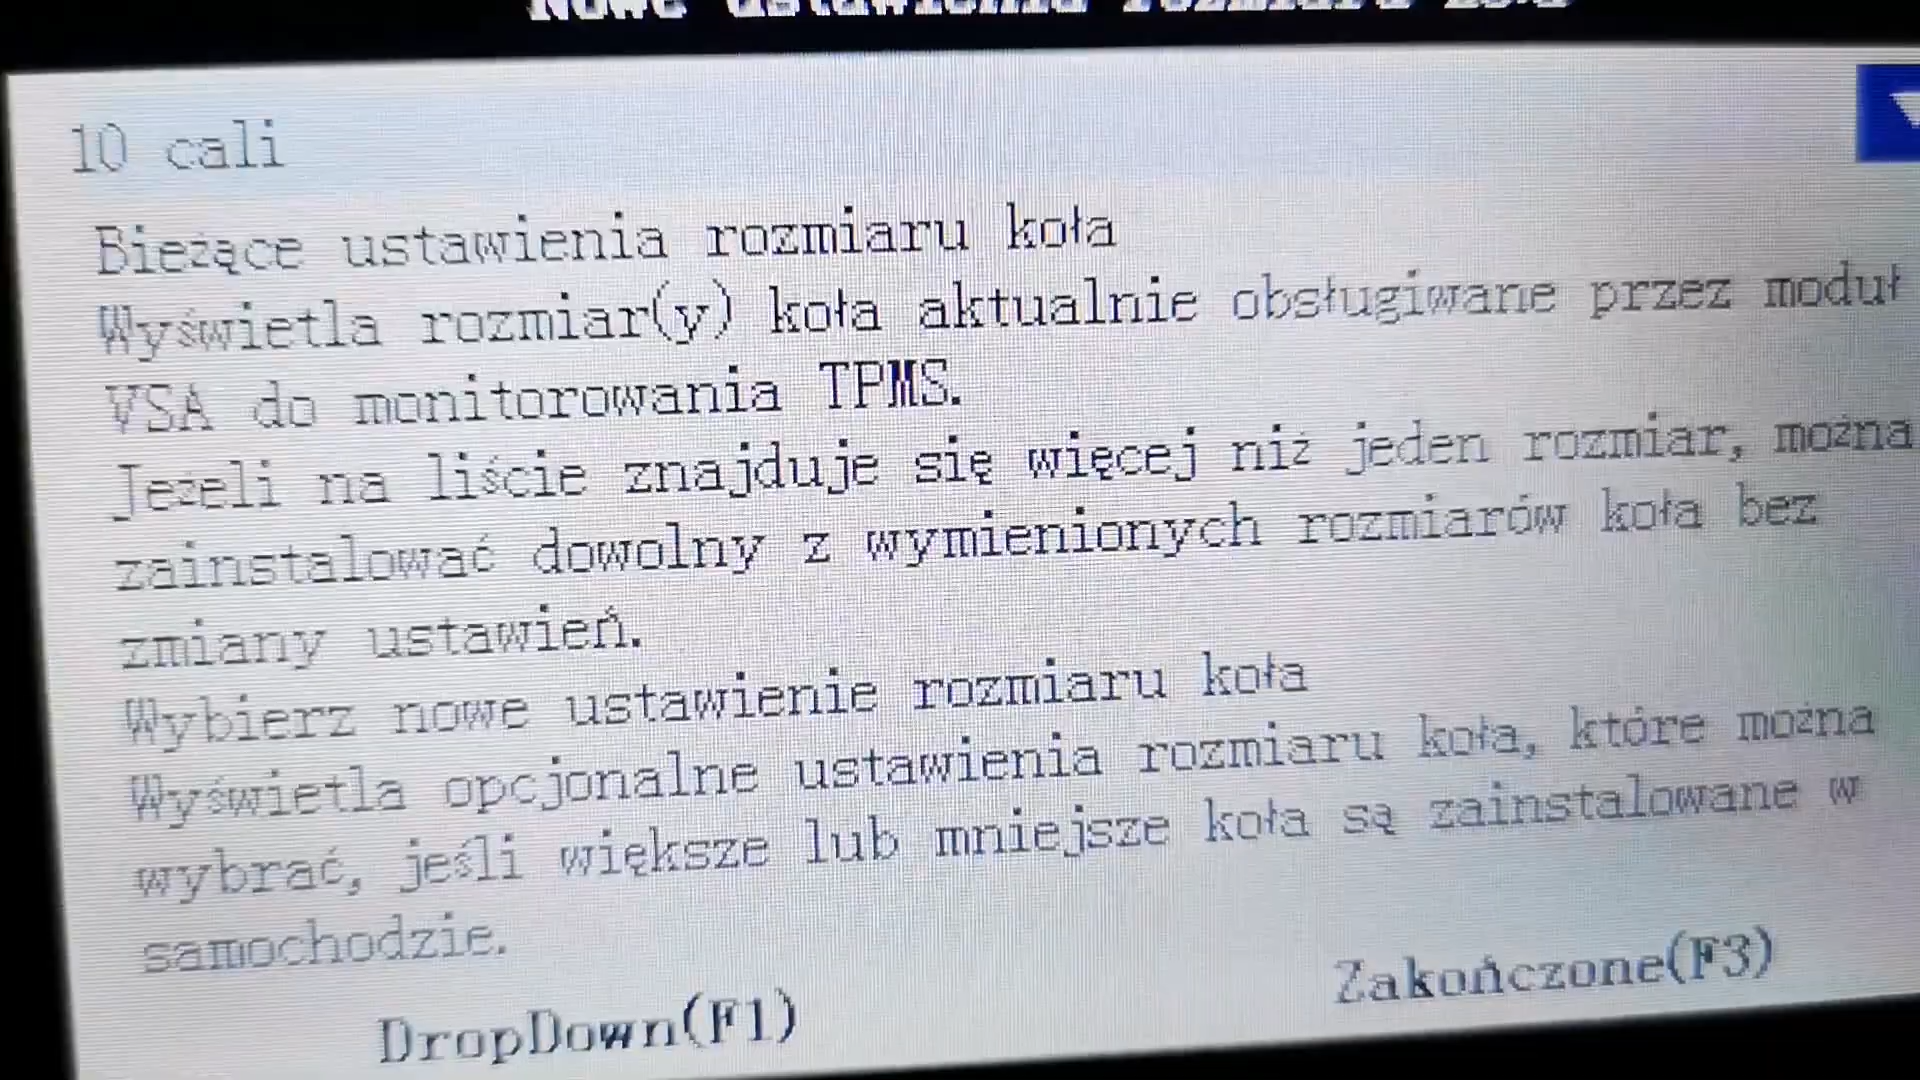 Nowe ustawienia rozmiaru
10 cali
Bieżące ustawienia rozmiaru koła
Wyświetla rozmiar(y) koła aktualnie obsługiwane przez moduł
VSA do monitorowania TPMS.
Jeżeli na liście znajduje się więcej niż jeden rozmiar, można
zainstalować dowolny z wymienionych rozmiarów koła bez
zmiany ustawień.
Wybierz nowe ustawienie rozmiaru koła
Wyświetla opcjonalne ustawienia rozmiaru koła, które można
wybrać, jeśli większe lub mniejsze koła są zainstalowane w
samochodzie.
DropDown(F1) Zakończone(F3)